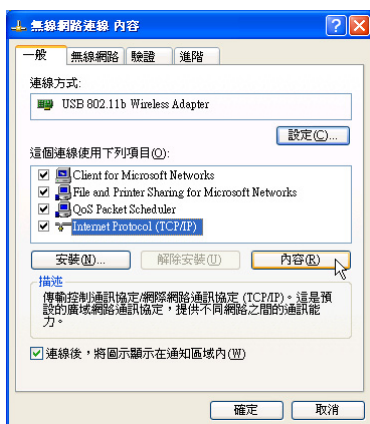 無線網路連線 內容
一般 無線網路 驗證 進階
連線方式:
USB 802.11b Wireless Adapter
設定(C)...
這個連線使用下列項目(O):
Client for Microsoft Networks
File and Printer Sharing for Microsoft Networks
QoS Packet Scheduler
Internet Protocol (TCP/IP)
安裝(N)... 解除安裝(U) 內容(R)
描述
傳輸控制通訊協定/網際網路通訊協定 (TCP/IP)。這是預
設的廣域網路通訊協定，提供不同網路之間的通訊能
力。
連線後，將圖示顯示在通知區域內(W)
確定 取消